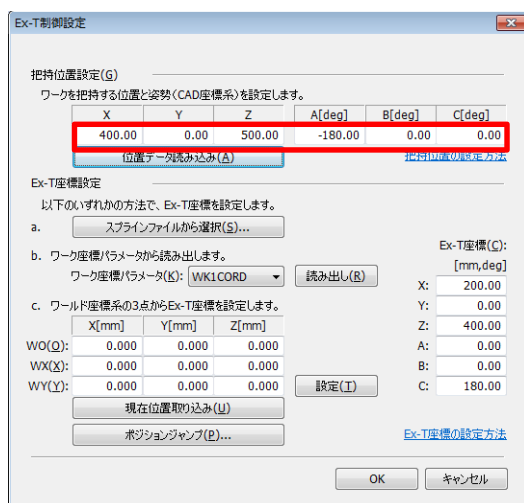 Ex-T制御設定
把持位置設定(G)
ワークを把持する位置と姿勢(CAD座標系)を設定します。
X Y Z A[deg] B[deg] C[deg]
400.00 0.00 500.00 -180.00 0.00 0.00
位置データ読み込み(A) 把持位置の設定方法
Ex-T座標設定
以下のいずれかの方法で、Ex-T座標を設定します。
a. スプラインファイルから選択(S)...
b. ワーク座標パラメータから読み出します。 Ex-T座標(C):
ワーク座標パラメータ(K): WK1CORD 読み出し(R) [mm,deg]
X: 200.00
c. ワールド座標系の3点からEx-T座標を設定します。 Y: 0.00
X[mm] Y[mm] Z[mm] Z: 400.00
WO(O): 0.000 0.000 0.000 A: 0.00
WX(X): 0.000 0.000 0.000 B: 0.00
WY(Y): 0.000 0.000 0.000 設定(T) C: 180.00
現在位置取り込み(U)
ポジションジャンプ(P)... Ex-T座標の設定方法
OK キャンセル